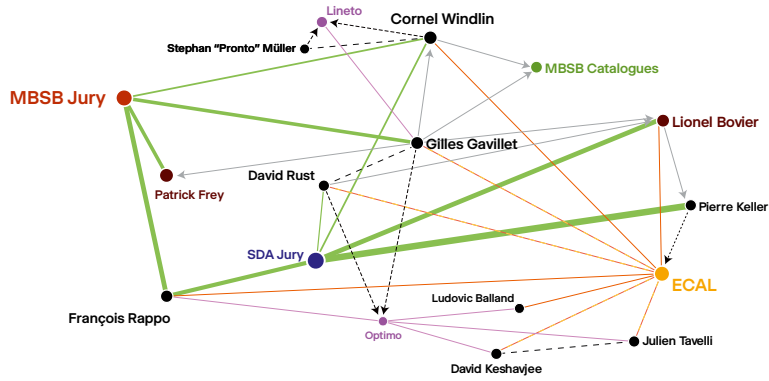 Lineto
Cornel Windlin
Stephan “Pronto” Müller
MBSB Catalogues
MBSB Jury
Lionel Bovier
Gilles Gavillet
David Rust
Patrick Frey
Pierre Keller
SDA Jury
ECAL
Ludovic Balland
François Rappo
Optimo
Julien Tavelli
David Keshavjee